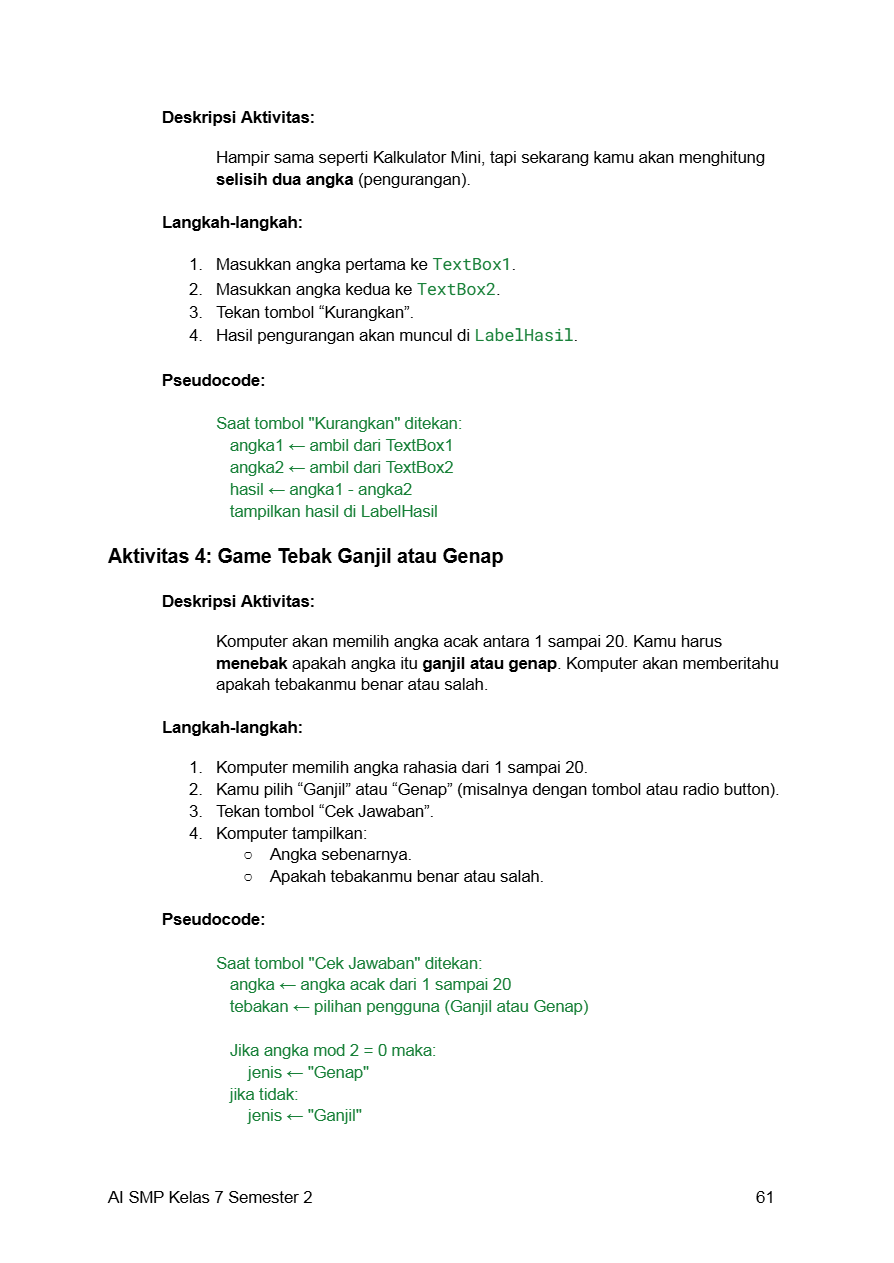 Deskripsi Aktivitas:
Hampir sama seperti Kalkulator Mini, tapi sekarang kamu akan menghitung
selisih dua angka (pengurangan).
Langkah-langkah:
1. Masukkan angka pertama ke TextBox1.
2. Masukkan angka kedua ke TextBox2.
3. Tekan tombol “Kurangkan”.
4. Hasil pengurangan akan muncul di LabelHasil.
Pseudocode:
Saat tombol "Kurangkan" ditekan:
angka1 ← ambil dari TextBox1
angka2 ← ambil dari TextBox2
hasil ← angka1 - angka2
tampilkan hasil di LabelHasil
Aktivitas 4: Game Tebak Ganjil atau Genap
Deskripsi Aktivitas:
Komputer akan memilih angka acak antara 1 sampai 20. Kamu harus
menebak apakah angka itu ganjil atau genap. Komputer akan memberitahu
apakah tebakanmu benar atau salah.
Langkah-langkah:
1. Komputer memilih angka rahasia dari 1 sampai 20.
2. Kamu pilih “Ganjil” atau “Genap” (misalnya dengan tombol atau radio button).
3. Tekan tombol “Cek Jawaban”.
4. Komputer tampilkan:
○ Angka sebenarnya.
○ Apakah tebakanmu benar atau salah.
Pseudocode:
Saat tombol "Cek Jawaban" ditekan:
angka ← angka acak dari 1 sampai 20
tebakan ← pilihan pengguna (Ganjil atau Genap)
Jika angka mod 2 = 0 maka:
jenis ← "Genap"
jika tidak:
jenis ← "Ganjil"
AI SMP Kelas 7 Semester 2 61